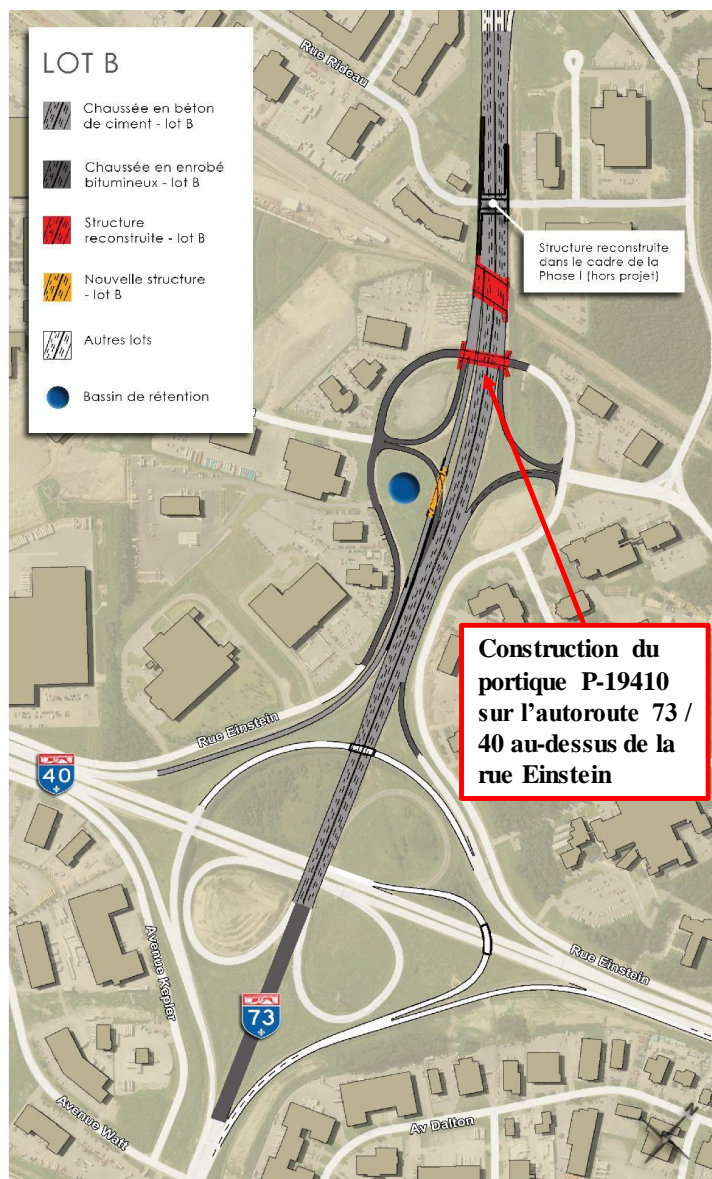 LOT B
Chaussée en béton
de ciment - lot B
Chaussée en enrobé
bitumineux - lot B
Structure
reconstruite - lot B
Nouvelle structure
- lot B
Autres lots
Bassin de rétention
Rue Rideau
Structure reconstruite
dans le cadre de la
Phase I (hors projet)
Construction du
portique P-19410
sur l'autoroute 73 /
40 au-dessus de la
rue Einstein
Rue Einstein
40
Avenue Kepler
Rue Einstein
73
Avenue Watt
Av Dalton
N